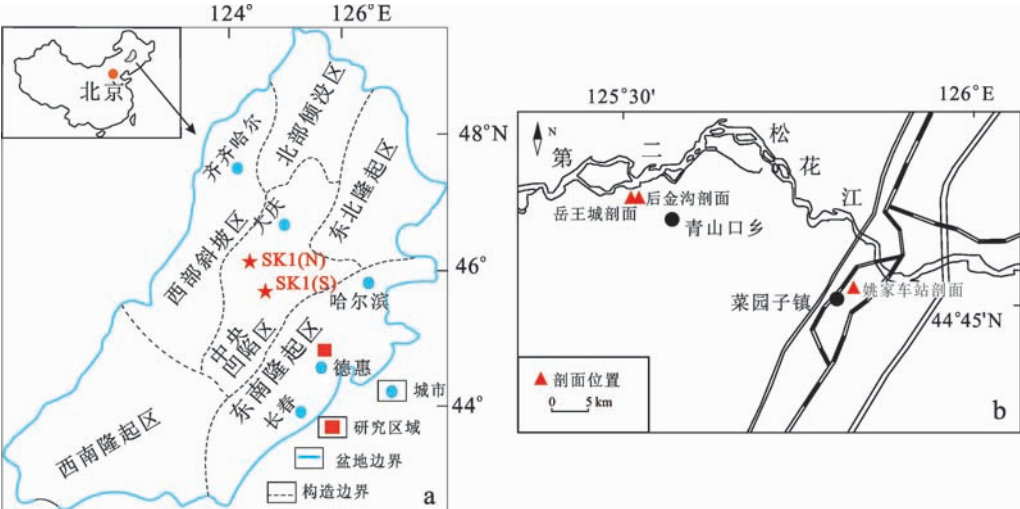 124°
126°E
北京
48°N
46°
44°
齐齐哈尔
北部倾没区
大庆
东北隆起区
西部斜坡区
SK1(N)
SK1(S)
哈尔滨
中央
凹陷区
东南隆起区
德惠
长春
西南隆起区
城市
研究区域
盆地边界
构造边界
a
125°30'
126°E
N
第二松花江
后金沟剖面
岳王城剖面
青山口乡
姚家车站剖面
菜园子镇
44°45'N
剖面位置
0 5 km
b